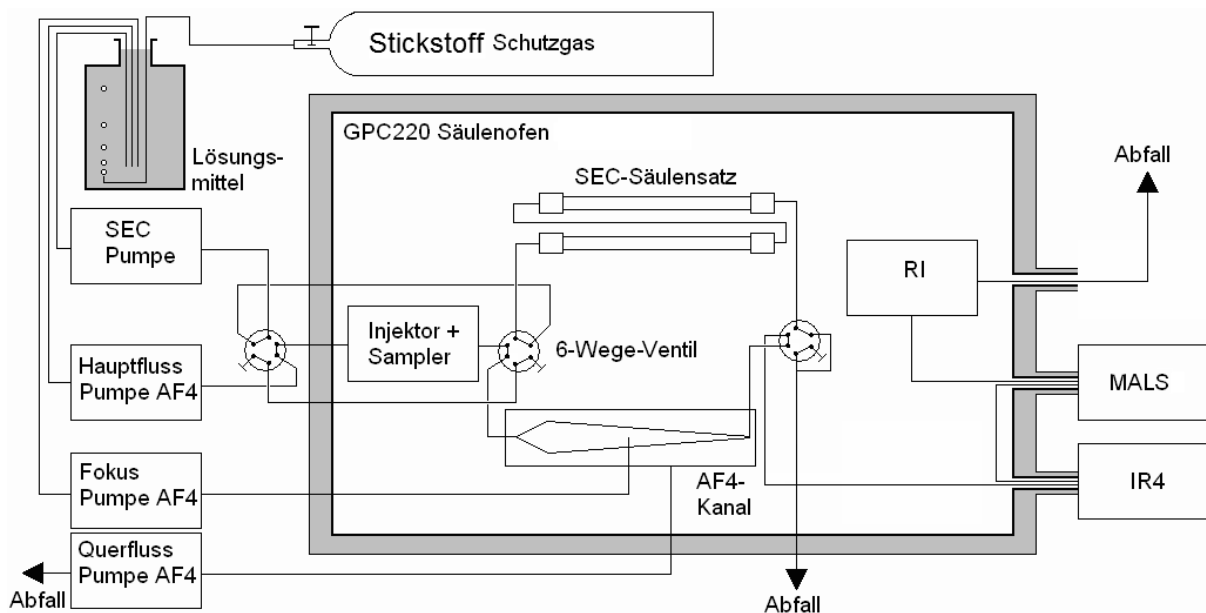 Stickstoff Schutzgas
GPC220 Säulenofen
Lösungs-
mittel
SEC-Säulensatz
Abfall
SEC
Pumpe
RI
Injektor +
Sampler
6-Wege-Ventil
Hauptfluss
Pumpe AF4
MALS
Fokus
Pumpe AF4
AF4-
Kanal
IR4
Querfluss
Pumpe AF4
Abfall
Abfall